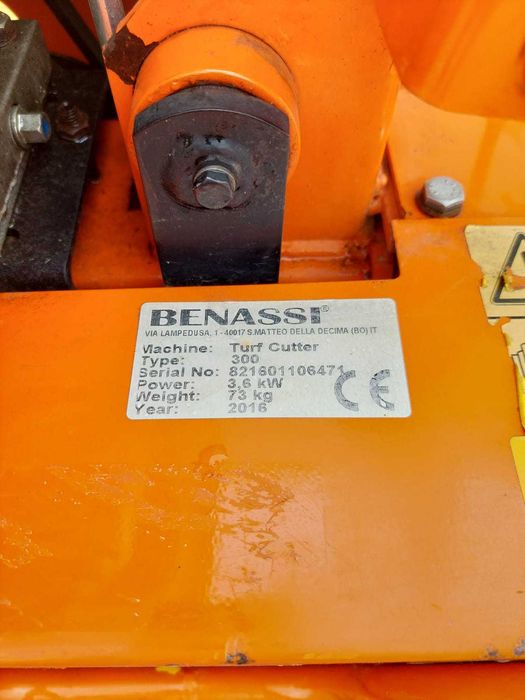 BENASSI®
VIA LAMPEDUSA, 1 - 40017 S.MATTEO DELLA DECIMA (BO) IT
Machine: Turf Cutter
Type: 300
Serial No: 821601106471
Power: 3,6 kW
Weight: 73 kg
Year: 2016
CE